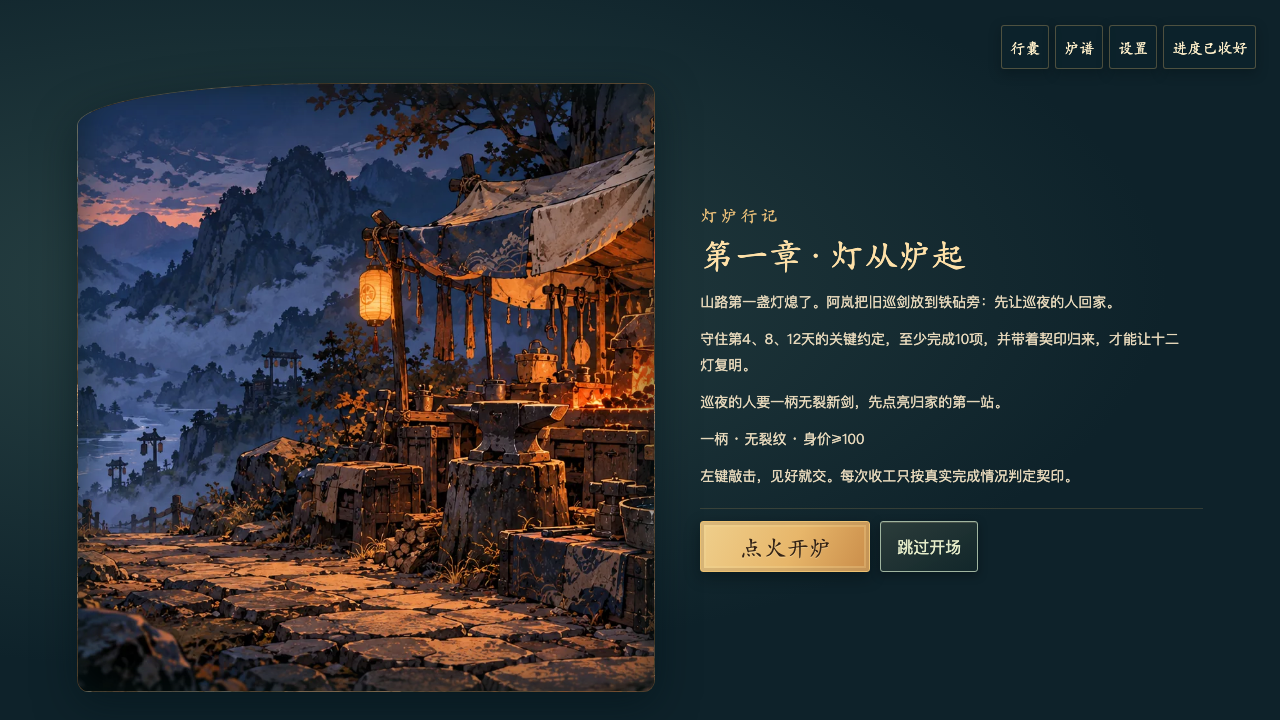 行囊 炉谱 设置 进度已收好
灯炉行记
第一章 · 灯从炉起
山路第一盏灯熄了。阿岚把旧巡剑放到铁砧旁：先让巡夜的人回家。
守住第4、8、12天的关键约定，至少完成10项，并带着契印归来，才能让十二
灯复明。
巡夜的人要一柄无裂新剑，先点亮归家的第一站。
一柄 · 无裂纹 · 身价≥100
左键敲击，见好就交。每次收工只按真实完成情况判定契印。
点火开炉 跳过开场